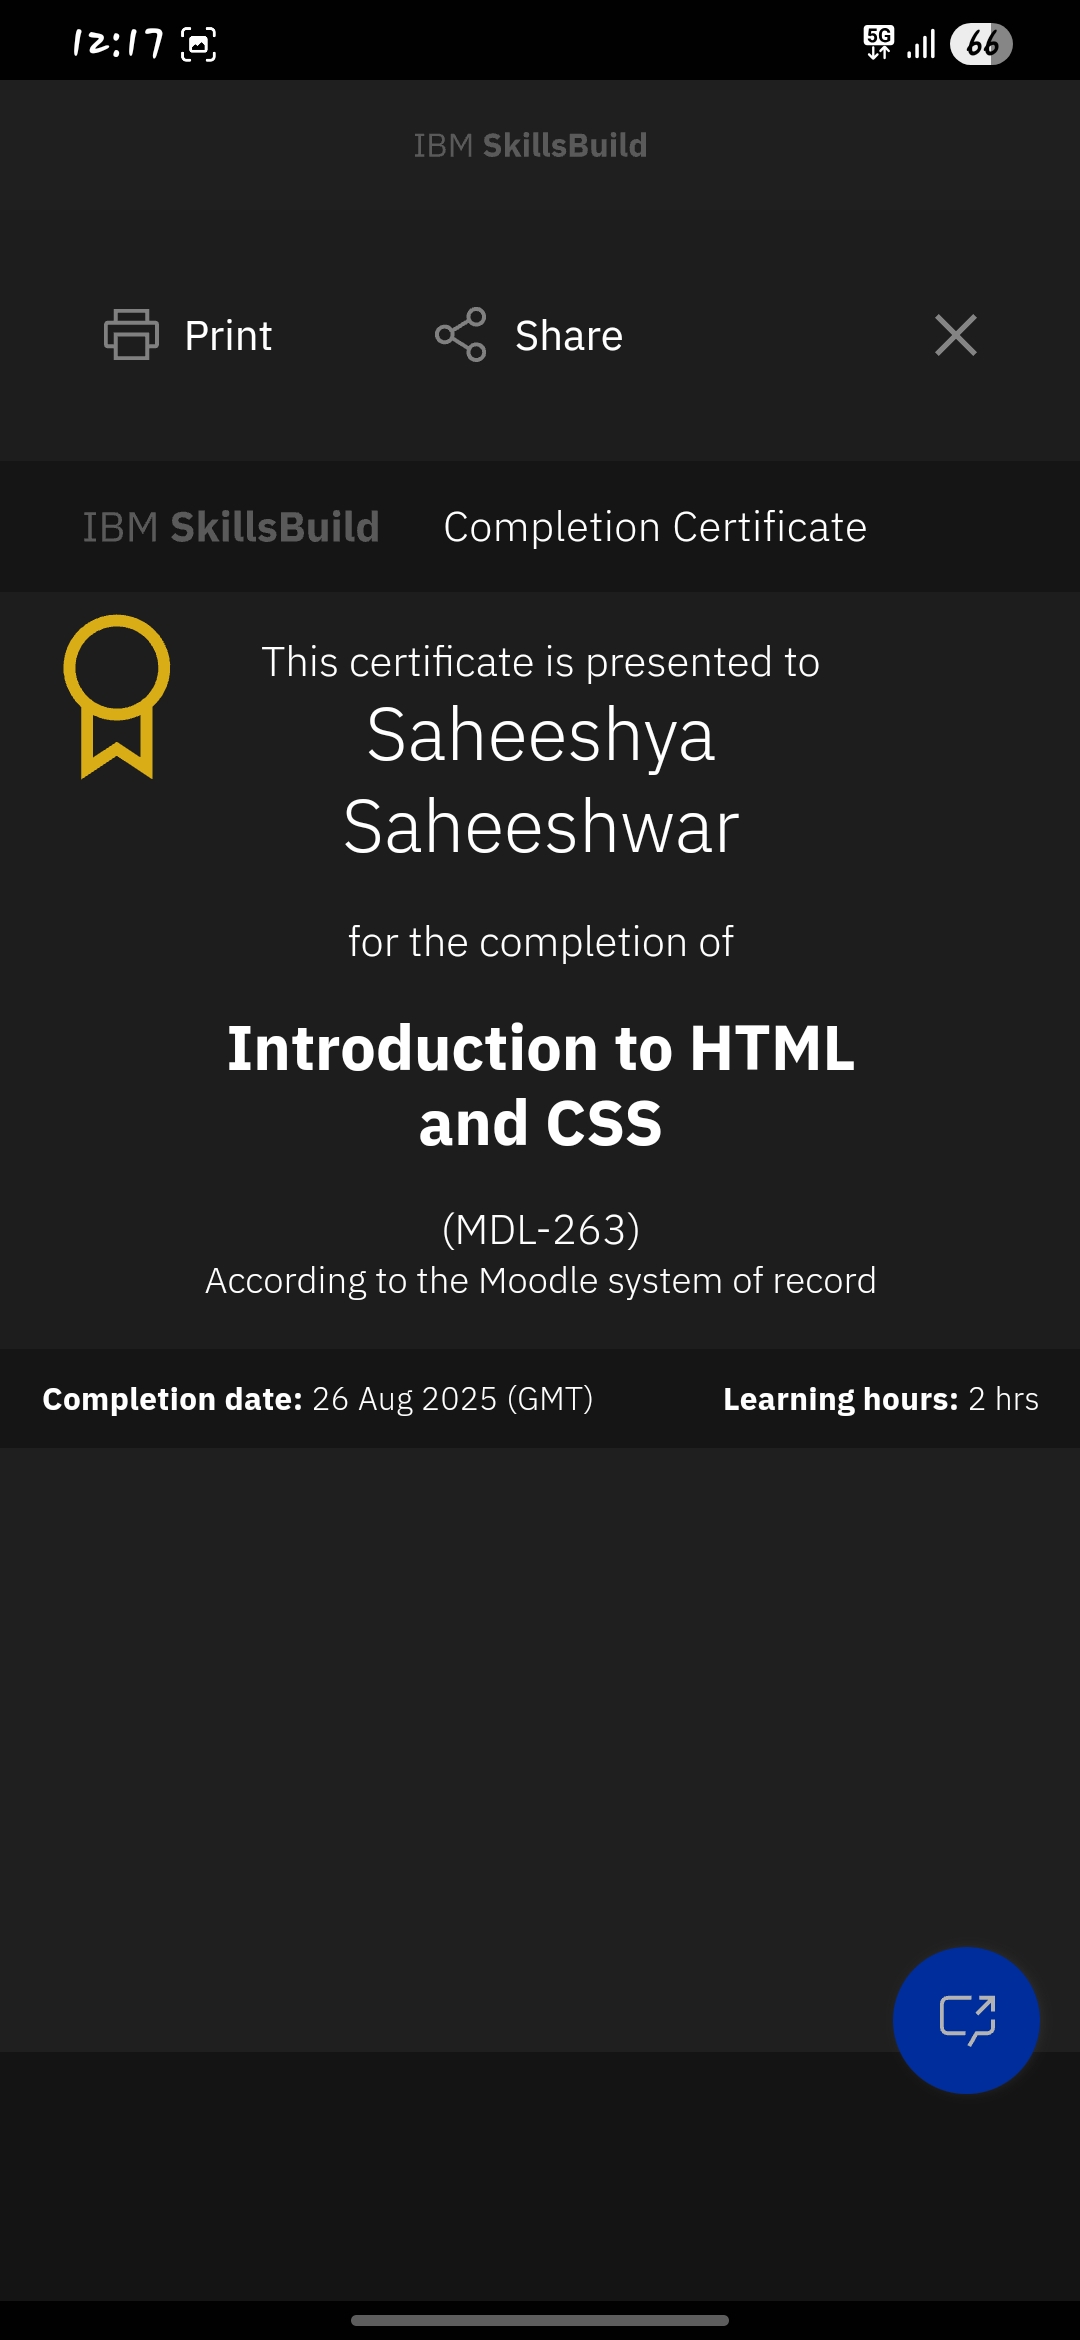 12:17
5G
66
IBM SkillsBuild
Print
Share
IBM SkillsBuild Completion Certificate
This certificate is presented to
Saheeshya
Saheeshwar
for the completion of
Introduction to HTML
and CSS
(MDL-263)
According to the Moodle system of record
Completion date: 26 Aug 2025 (GMT)
Learning hours: 2 hrs